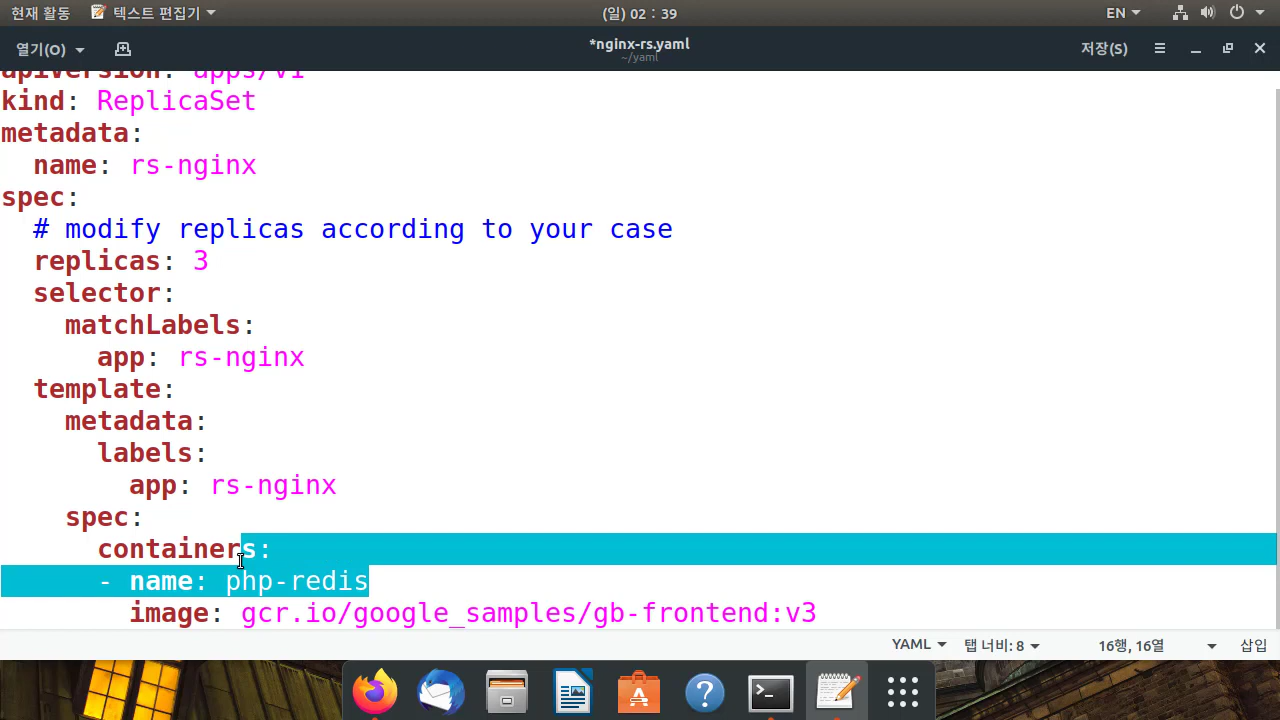 현재 활동
텍스트 편집기
(일) 02 : 39
EN
열기(O)
*nginx-rs.yaml
~/yaml
저장(S)
apiVersion: apps/v1
kind: ReplicaSet
metadata:
  name: rs-nginx
spec:
  # modify replicas according to your case
  replicas: 3
  selector:
    matchLabels:
      app: rs-nginx
  template:
    metadata:
      labels:
        app: rs-nginx
    spec:
      containers:
      - name: php-redis
        image: gcr.io/google_samples/gb-frontend:v3
YAML
탭 너비: 8
16행, 16열
삽입